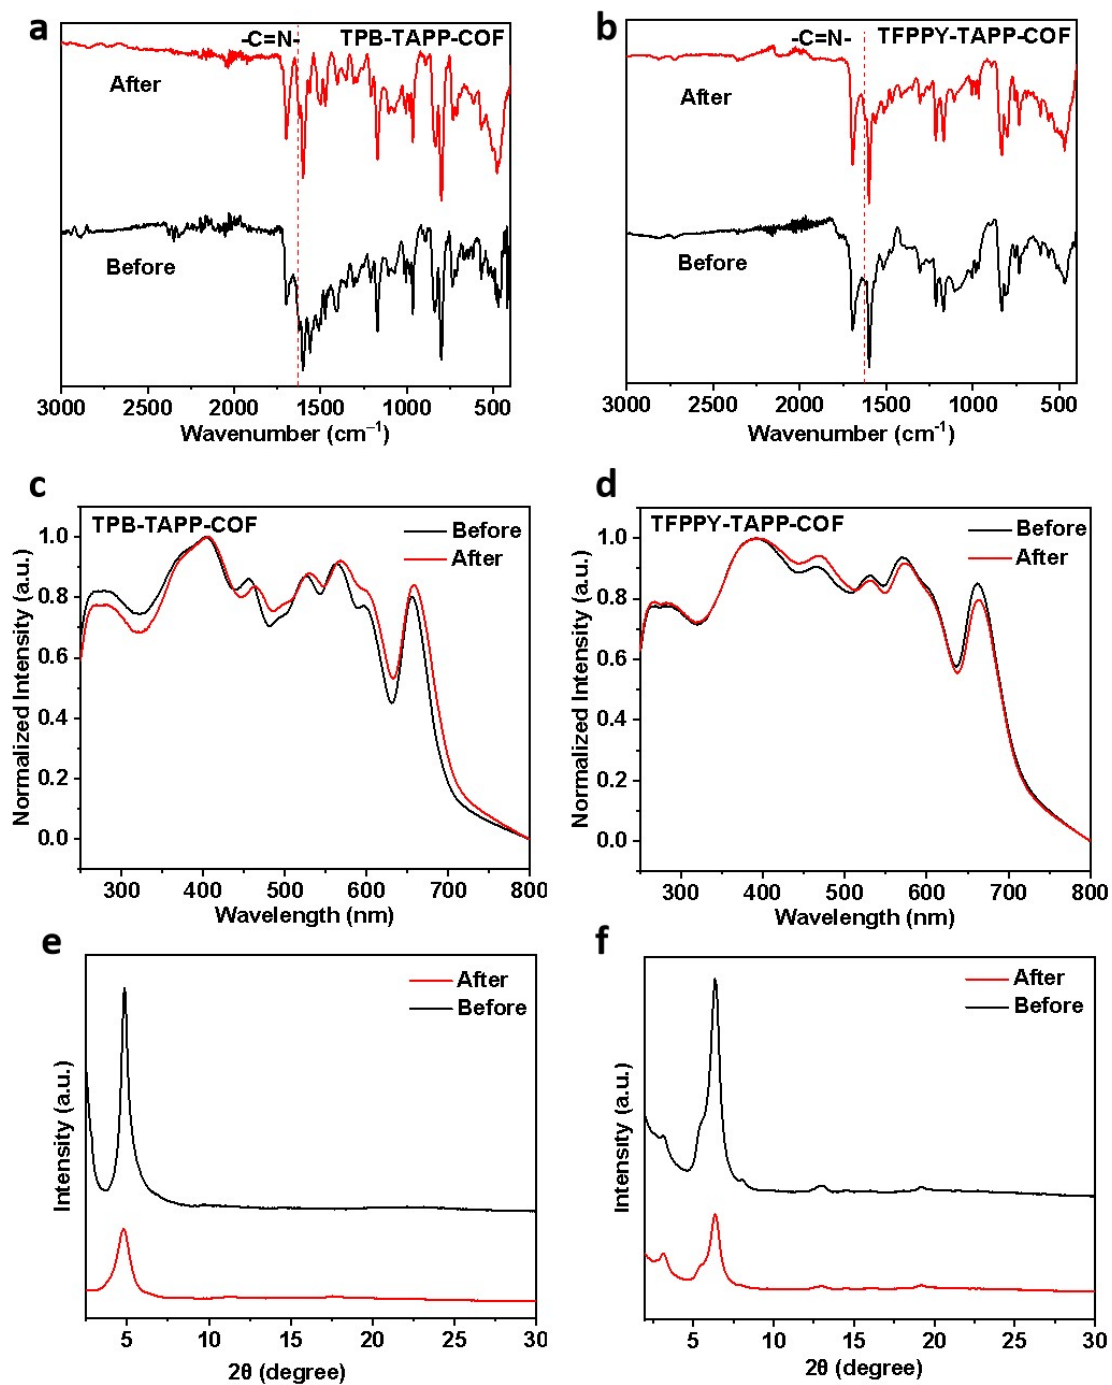 a
-C=N-
TPB-TAPP-COF
After
Before
3000 2500 2000 1500 1000 500
Wavenumber (cm⁻¹)
b
-C=N-
TFPPY-TAPP-COF
After
Before
3000 2500 2000 1500 1000 500
Wavenumber (cm⁻¹)
c
TPB-TAPP-COF
Before
After
Normalized Intensity (a.u.)
1.0
0.8
0.6
0.4
0.2
0.0
300 400 500 600 700 800
Wavelength (nm)
d
TFPPY-TAPP-COF
Before
After
Normalized Intensity (a.u.)
1.0
0.8
0.6
0.4
0.2
0.0
300 400 500 600 700 800
Wavelength (nm)
e
After
Before
Intensity (a.u.)
5 10 15 20 25 30
2θ (degree)
f
After
Before
Intensity (a.u.)
5 10 15 20 25 30
2θ (degree)